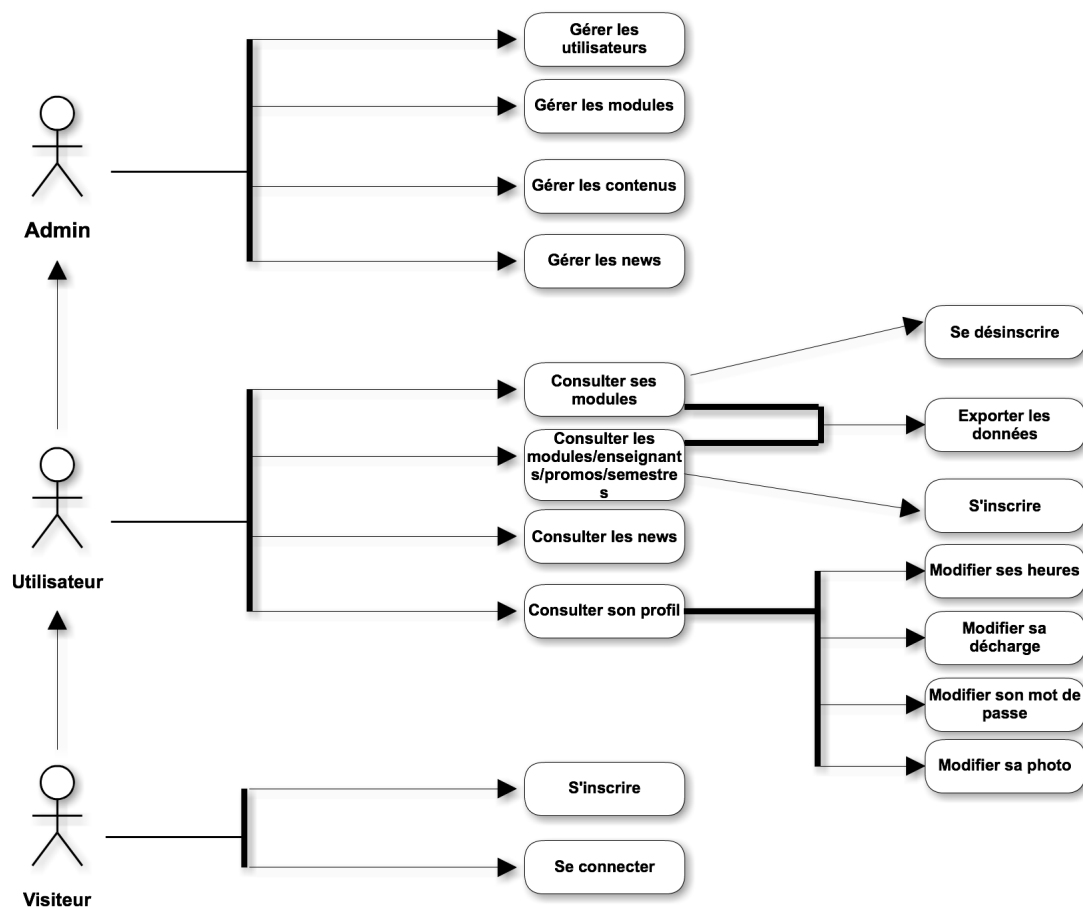 Gérer les
utilisateurs
Gérer les modules
Gérer les contenus
Admin
Gérer les news
Se désinscrire
Consulter ses
modules
Exporter les
données
Consulter les
modules/enseignant
s/promos/semestre
s
S'inscrire
Consulter les news
Utilisateur
Consulter son profil
Modifier ses heures
Modifier sa
décharge
Modifier son mot de
passe
Modifier sa photo
S'inscrire
Se connecter
Visiteur